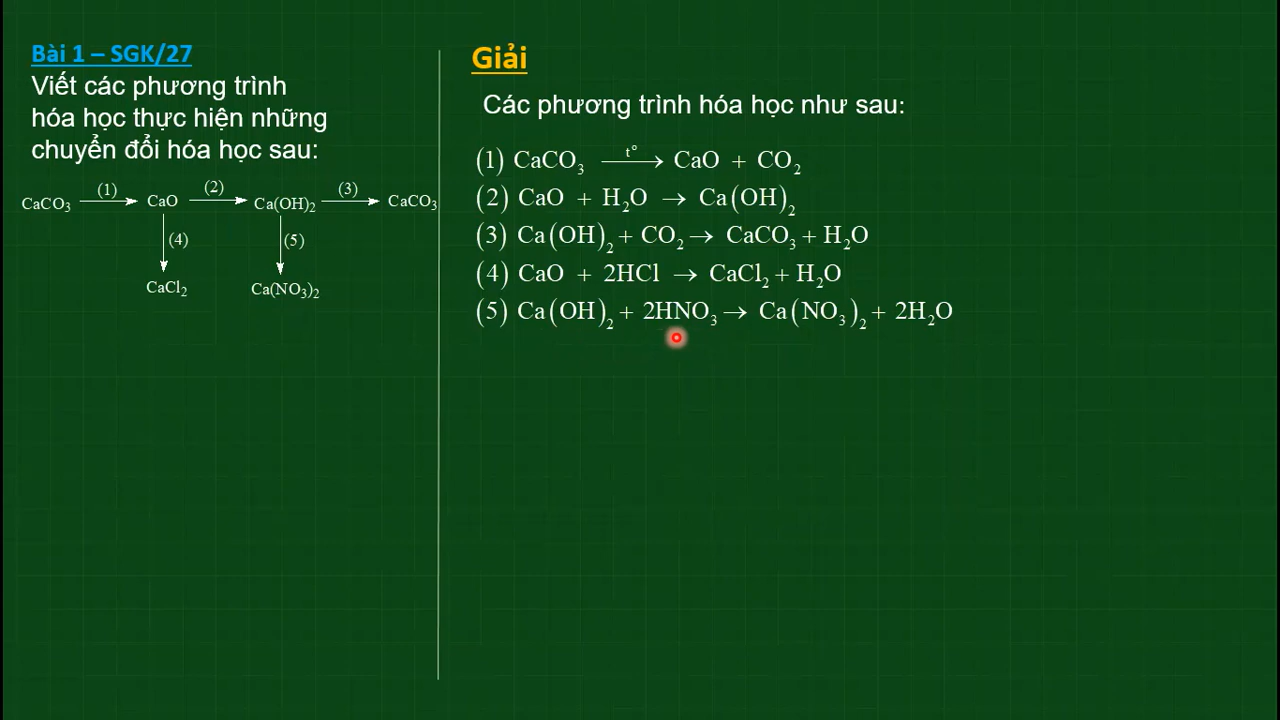 Bài 1 – SGK/27
Viết các phương trình
hóa học thực hiện những
chuyển đổi hóa học sau:
CaCO₃ (1)→ CaO (2)→ Ca(OH)₂ (3)→ CaCO₃
(4) (5)
CaCl₂ Ca(NO₃)₂
Giải
Các phương trình hóa học như sau:
(1) CaCO₃ t°→ CaO + CO₂
(2) CaO + H₂O → Ca(OH)₂
(3) Ca(OH)₂ + CO₂ → CaCO₃ + H₂O
(4) CaO + 2HCl → CaCl₂ + H₂O
(5) Ca(OH)₂ + 2HNO₃ → Ca(NO₃)₂ + 2H₂O